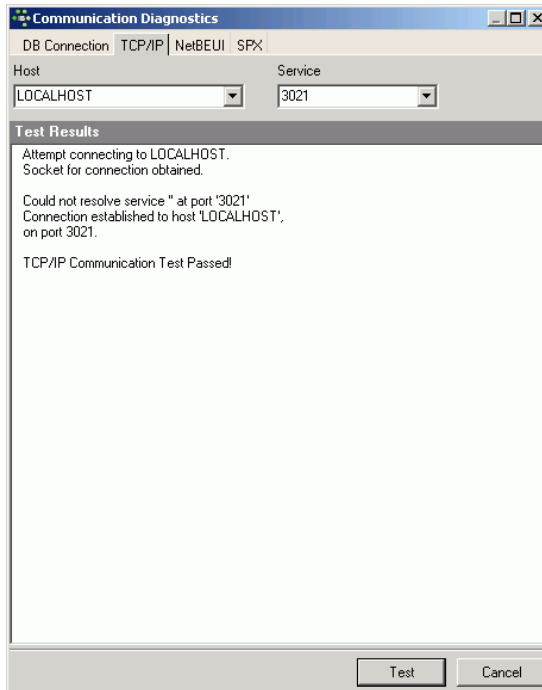 Communication Diagnostics
DB Connection TCP/IP NetBEUI SPX
Host Service
LOCALHOST 3021
Test Results
Attempt connecting to LOCALHOST.
Socket for connection obtained.
Could not resolve service '' at port '3021'
Connection established to host 'LOCALHOST',
on port 3021.
TCP/IP Communication Test Passed!
Test Cancel